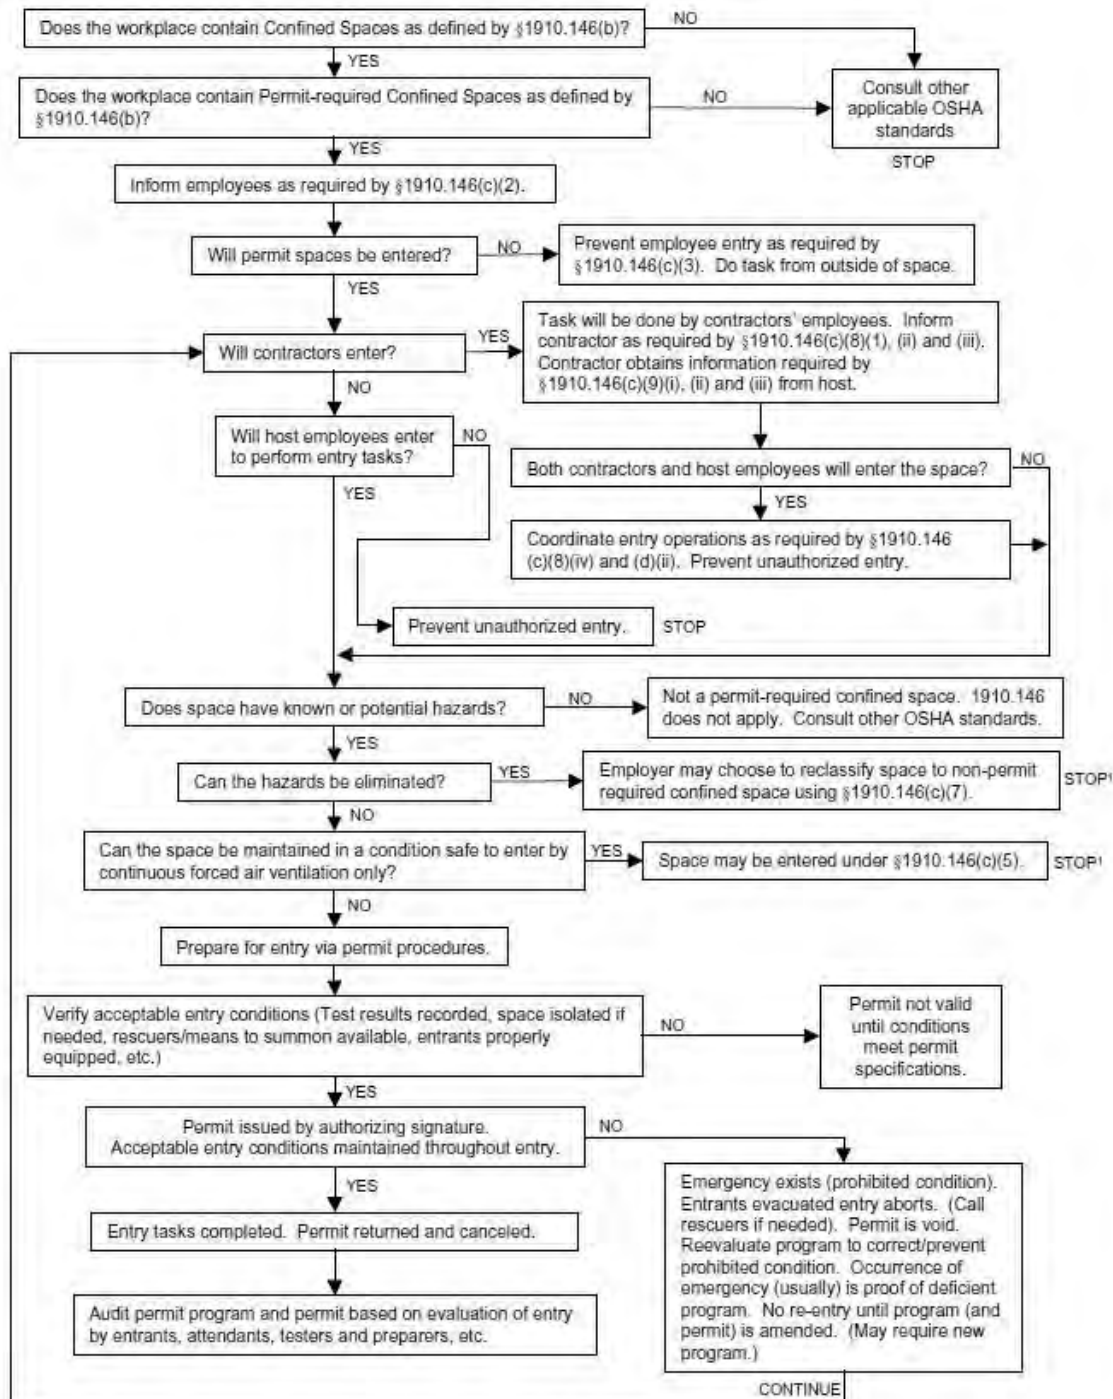 Does the workplace contain Confined Spaces as defined by §1910.146(b)?
NO
YES
Does the workplace contain Permit-required Confined Spaces as defined by
§1910.146(b)?
NO
Consult other
applicable OSHA
standards
STOP
YES
Inform employees as required by §1910.146(c)(2).
Will permit spaces be entered?
NO
Prevent employee entry as required by
§1910.146(c)(3). Do task from outside of space.
YES
Will contractors enter?
YES
Task will be done by contractors' employees. Inform
contractor as required by §1910.146(c)(8)(1), (ii) and (iii).
Contractor obtains information required by
§1910.146(c)(9)(i), (ii) and (iii) from host.
NO
Will host employees enter
to perform entry tasks?
NO
Both contractors and host employees will enter the space?
NO
YES
YES
Coordinate entry operations as required by §1910.146
(c)(8)(iv) and (d)(ii). Prevent unauthorized entry.
Prevent unauthorized entry.
STOP
Does space have known or potential hazards?
NO
Not a permit-required confined space. 1910.146
does not apply. Consult other OSHA standards.
YES
Can the hazards be eliminated?
YES
Employer may choose to reclassify space to non-permit
required confined space using §1910.146(c)(7).
STOP¹
NO
Can the space be maintained in a condition safe to enter by
continuous forced air ventilation only?
YES
Space may be entered under §1910.146(c)(5).
STOP¹
NO
Prepare for entry via permit procedures.
Verify acceptable entry conditions (Test results recorded, space isolated if
needed, rescuers/means to summon available, entrants properly
equipped, etc.)
NO
Permit not valid
until conditions
meet permit
specifications.
YES
Permit issued by authorizing signature.
Acceptable entry conditions maintained throughout entry.
NO
YES
Emergency exists (prohibited condition).
Entrants evacuated entry aborts. (Call
rescuers if needed). Permit is void.
Reevaluate program to correct/prevent
prohibited condition. Occurrence of
emergency (usually) is proof of deficient
program. No re-entry until program (and
permit) is amended. (May require new
program.)
Entry tasks completed. Permit returned and canceled.
Audit permit program and permit based on evaluation of entry
by entrants, attendants, testers and preparers, etc.
CONTINUE